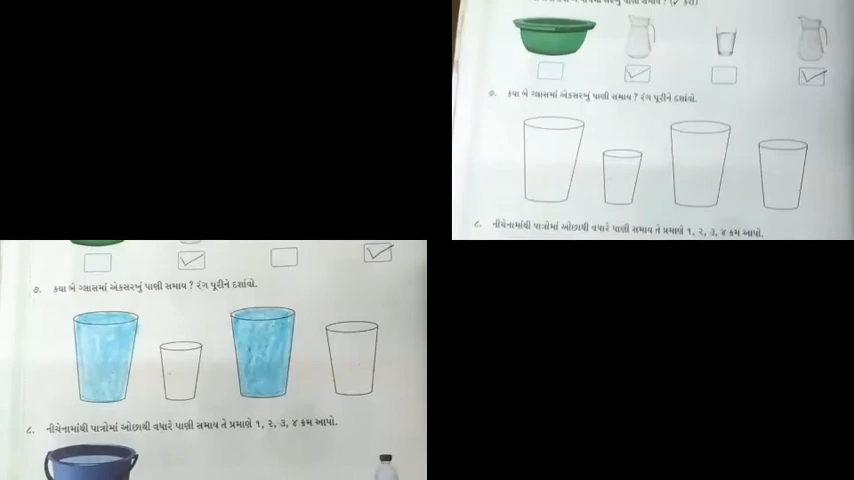 ૭. ક્યા બે ગ્લાસમાં એકસરખું પાણી સમાય ? રંગ પૂરીને દર્શાવો.
૮. નીચેનામાંથી પાત્રોમાં ઓછાથી વધારે પાણી સમાય તે પ્રમાણે ૧, ૨, ૩, ૪ ક્રમ આપો.
૭. ક્યા બે ગ્લાસમાં એકસરખું પાણી સમાય ? રંગ પૂરીને દર્શાવો.
૮. નીચેનામાંથી પાત્રોમાં ઓછાથી વધારે પાણી સમાય તે પ્રમાણે ૧, ૨, ૩, ૪ ક્રમ આપો.